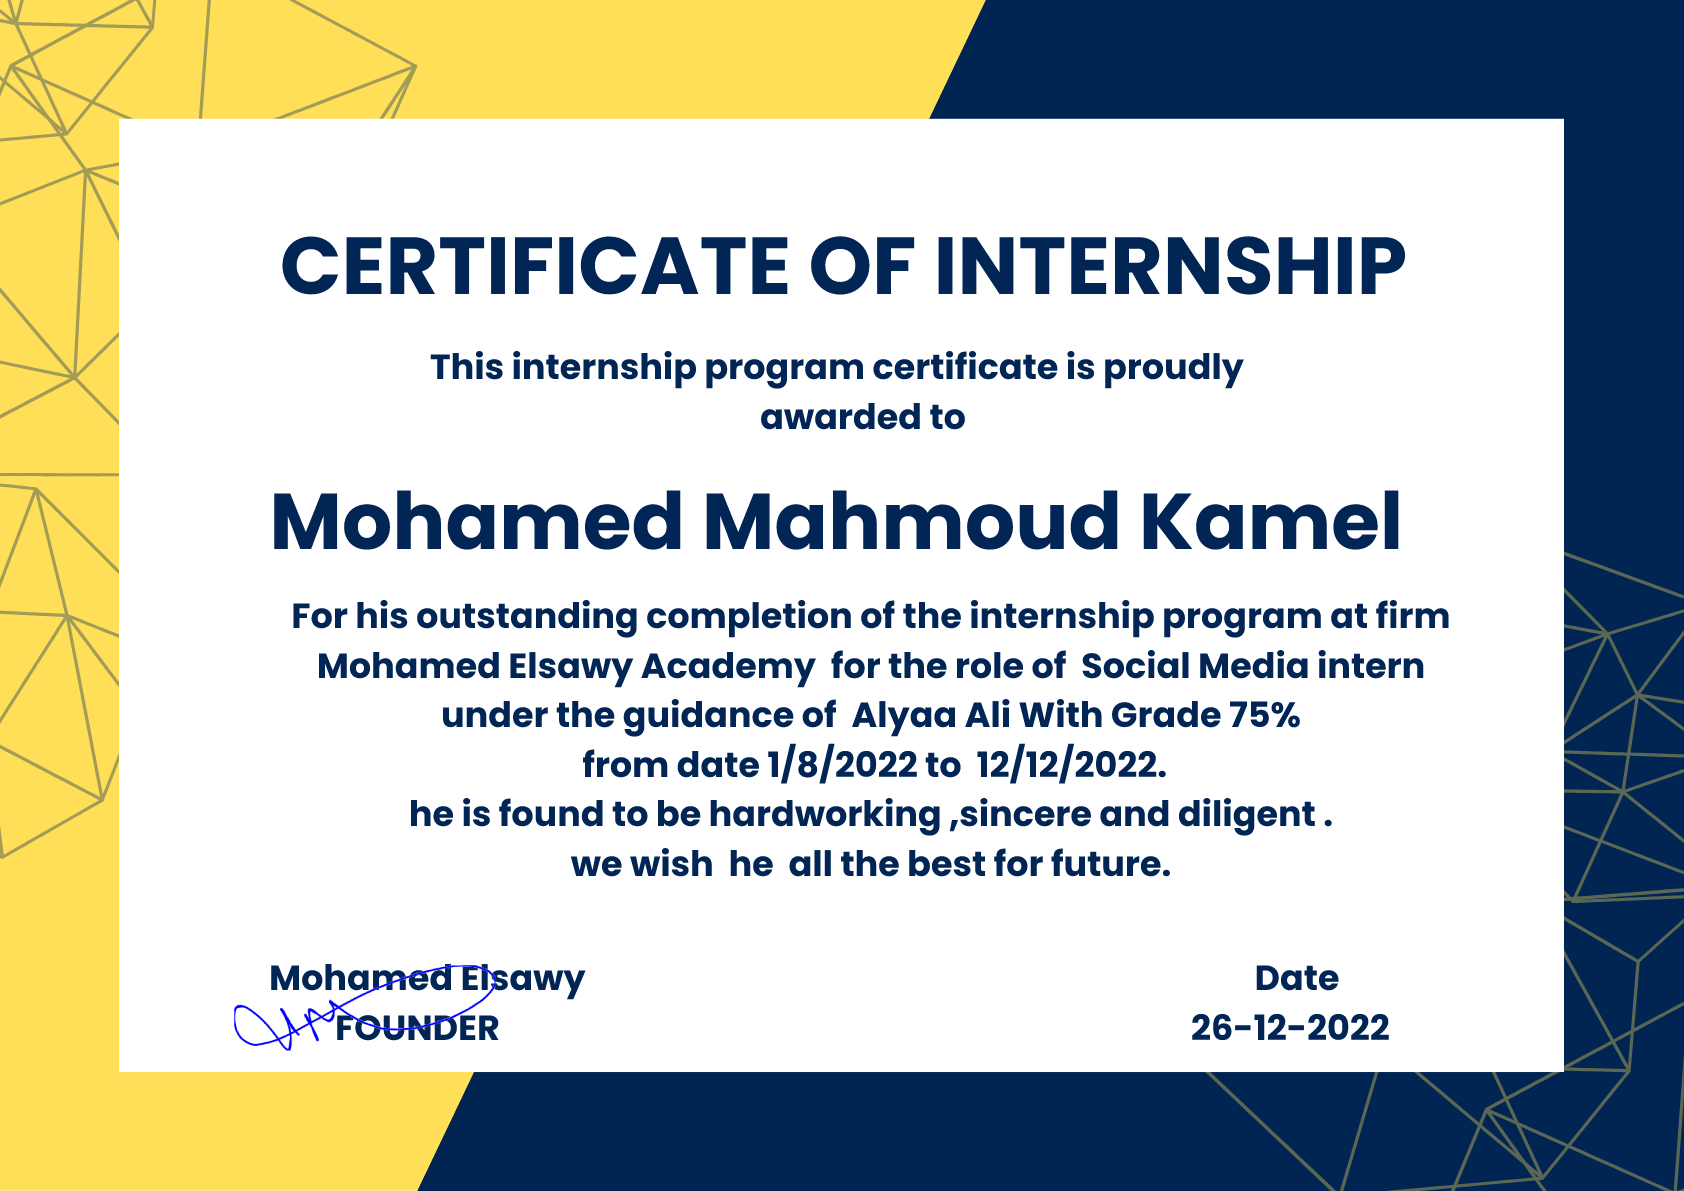 CERTIFICATE OF INTERNSHIP
This internship program certificate is proudly
awarded to
Mohamed Mahmoud Kamel
For his outstanding completion of the internship program at firm
Mohamed Elsawy Academy  for the role of  Social Media intern
under the guidance of  Alyaa Ali With Grade 75%
from date 1/8/2022 to  12/12/2022.
he is found to be hardworking ,sincere and diligent .
we wish  he  all the best for future.
Mohamed Elsawy
FOUNDER
Date
26-12-2022